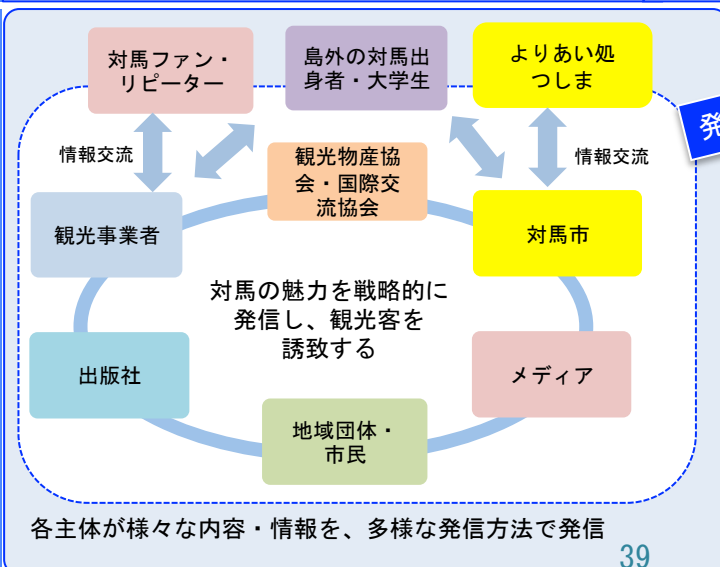 対馬ファン・
リピーター
島外の対馬出
身者・大学生
よりあい処
つしま
発
情報交流
情報交流
観光物産協
会・国際交
流協会
観光事業者
対馬市
対馬の魅力を戦略的に
発信し、観光客を
誘致する
出版社
メディア
地域団体・
市民
各主体が様々な内容・情報を、多様な発信方法で発信
39